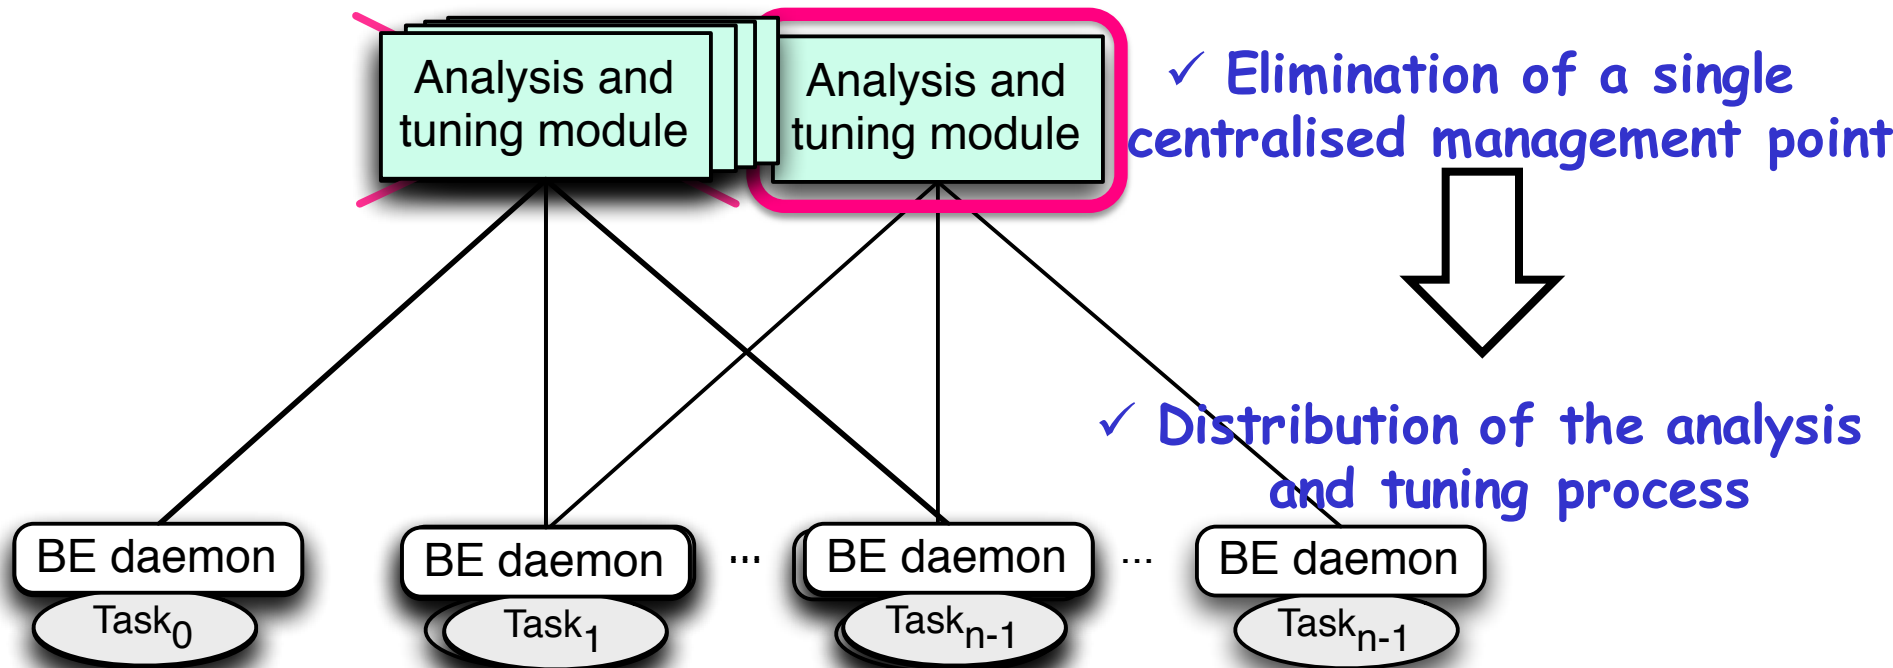 Analysis and
tuning module
Analysis and
tuning module
✓ Elimination of a single
centralised management point
✓ Distribution of the analysis
and tuning process
BE daemon
BE daemon
...
BE daemon
...
BE daemon
Task0
Task1
Taskn-1
Taskn-1